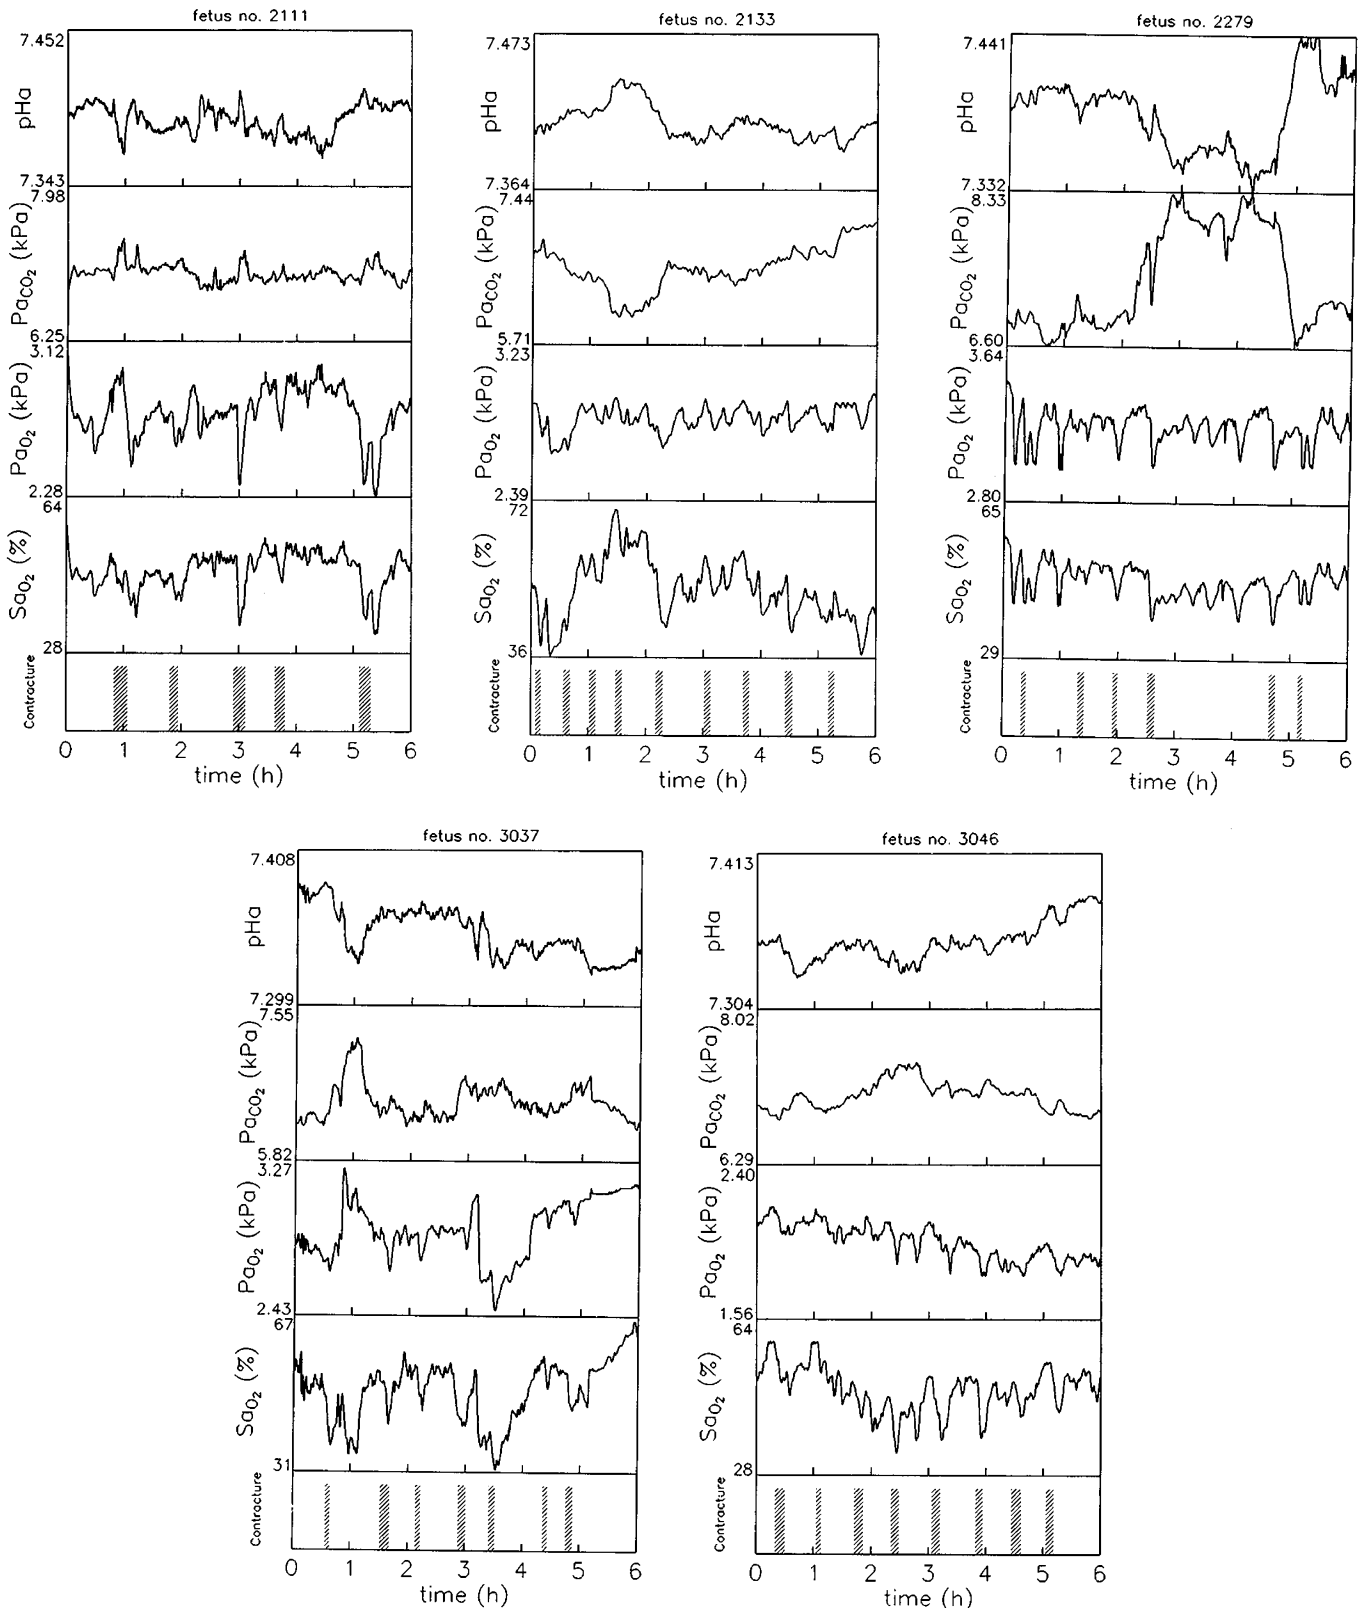 fetus no. 2111
7.452
pHa
7.343
7.98
PaCO2 (kPa)
6.25
3.12
PaO2 (kPa)
2.28
64
SaO2 (%)
28
Contracture
0 1 2 3 4 5 6
time (h)
fetus no. 2133
7.473
pHa
7.364
7.44
PaCO2 (kPa)
5.71
3.23
PaO2 (kPa)
2.39
72
SaO2 (%)
36
Contracture
0 1 2 3 4 5 6
time (h)
fetus no. 2279
7.441
pHa
7.332
8.33
PaCO2 (kPa)
6.60
3.64
PaO2 (kPa)
2.80
65
SaO2 (%)
29
Contracture
0 1 2 3 4 5 6
time (h)
fetus no. 3037
7.408
pHa
7.299
7.55
PaCO2 (kPa)
5.82
3.27
PaO2 (kPa)
2.43
67
SaO2 (%)
31
Contracture
0 1 2 3 4 5 6
time (h)
fetus no. 3046
7.413
pHa
7.304
8.02
PaCO2 (kPa)
6.29
2.40
PaO2 (kPa)
1.56
64
SaO2 (%)
28
Contracture
0 1 2 3 4 5 6
time (h)